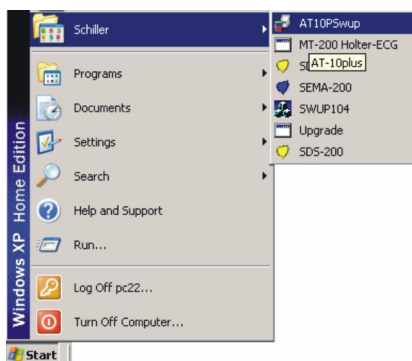 Schiller
Programs
Documents
Settings
Search
Help and Support
Run...
Log Off pc22...
Turn Off Computer...
Windows XP Home Edition
Start
AT10PSwup
MT-200 Holter-ECG
AT-10plus
SEMA-200
SWUP104
Upgrade
SDS-200